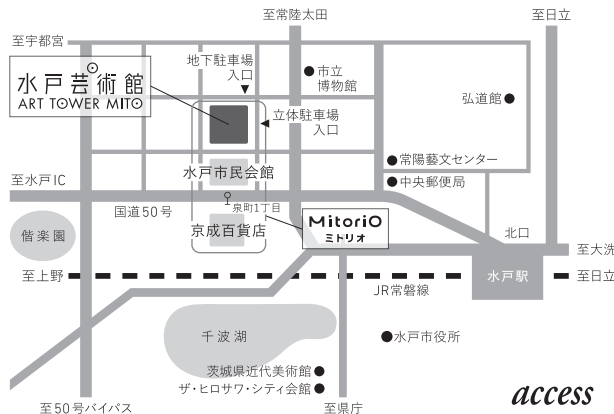 至常陸太田
至日立
至宇都宮
地下駐車場
入口
水戸芸術館
ART TOWER MITO
市立
博物館
弘道館
立体駐車場
入口
水戸市民会館
常陽藝文センター
中央郵便局
至水戸IC
国道50号
泉町1丁目
MitoriO
ミトリオ
京成百貨店
偕楽園
北口
至大洗
至上野
水戸駅
至日立
JR常磐線
千波湖
水戸市役所
茨城県近代美術館
ザ・ヒロサワ・シティ会館
至50号バイパス
至県庁
access